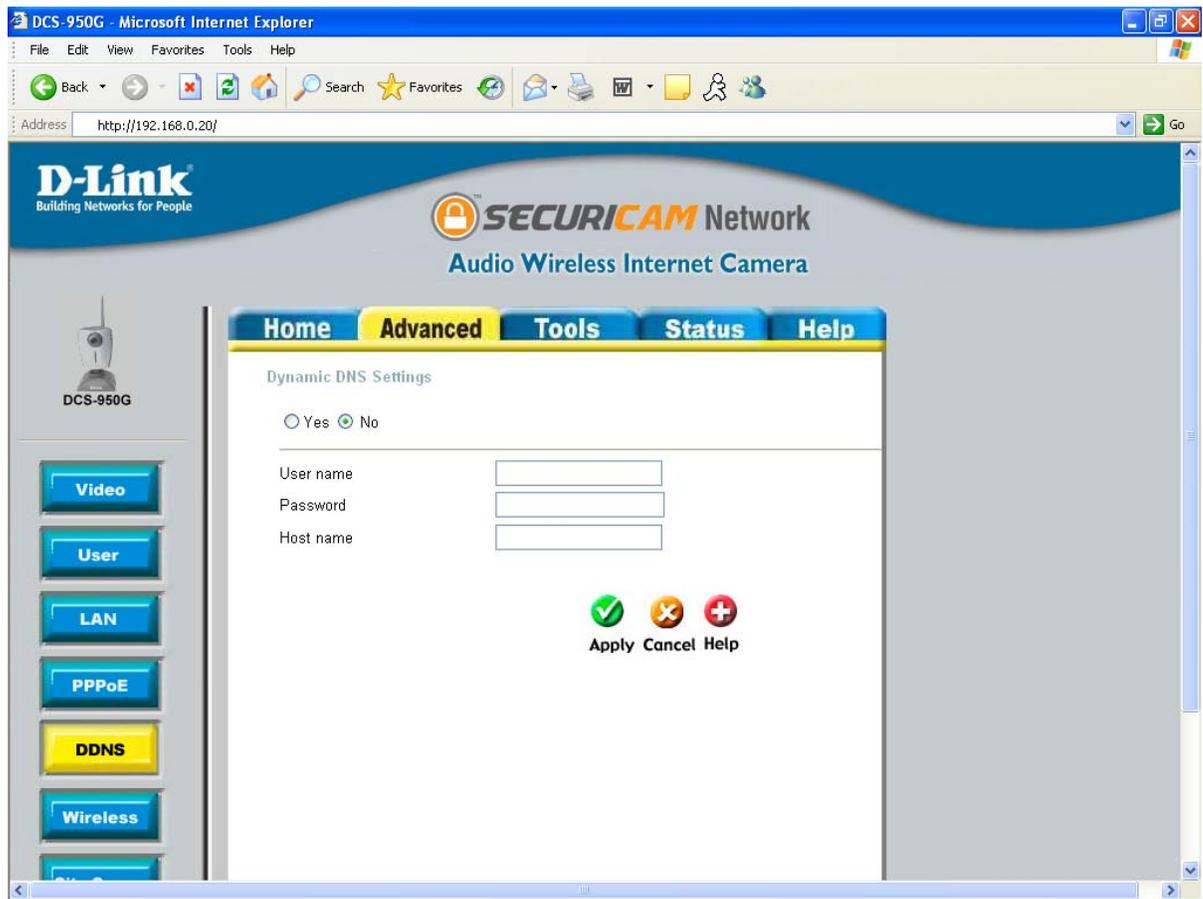 DCS-950G - Microsoft Internet Explorer
File Edit View Favorites Tools Help
Back Search Favorites
Address http://192.168.0.20/ Go
D-Link
Building Networks for People
SECURICAM Network
™
Audio Wireless Internet Camera
DCS-950G
Home Advanced Tools Status Help
Dynamic DNS Settings
Yes No
User name
Password
Host name
Apply Cancel Help
Video
User
LAN
PPPoE
DDNS
Wireless